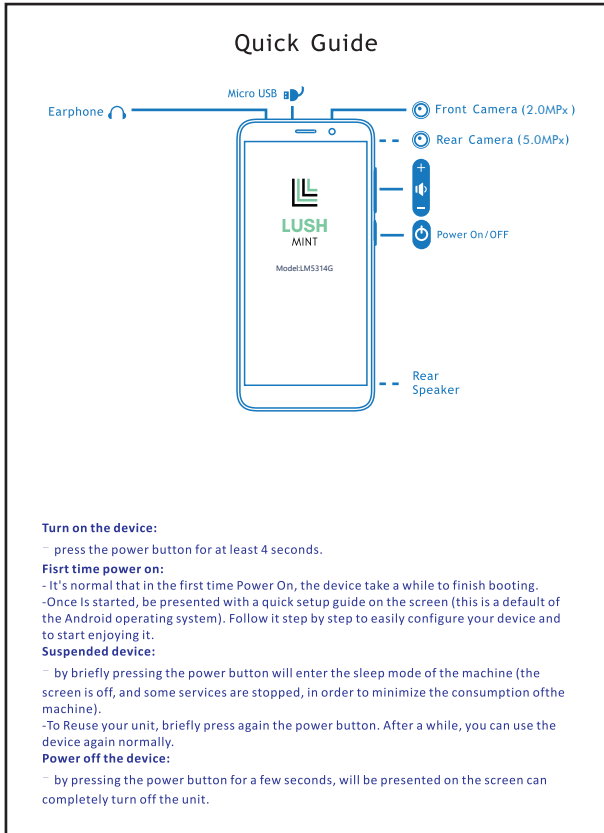 Quick Guide
Micro USB
Earphone
Front Camera (2.0MPx )
Rear Camera (5.0MPx)
+
−
Power On/OFF
LUSH
MINT
Model:LM5314G
Rear
Speaker
Turn on the device:
– press the power button for at least 4 seconds.
Fisrt time power on:
- It's normal that in the first time Power On, the device take a while to finish booting.
-Once Is started, be presented with a quick setup guide on the screen (this is a default of
the Android operating system). Follow it step by step to easily configure your device and
to start enjoying it.
Suspended device:
– by briefly pressing the power button will enter the sleep mode of the machine (the
screen is off, and some services are stopped, in order to minimize the consumption ofthe
machine).
-To Reuse your unit, briefly press again the power button. After a while, you can use the
device again normally.
Power off the device:
– by pressing the power button for a few seconds, will be presented on the screen can
completely turn off the unit.